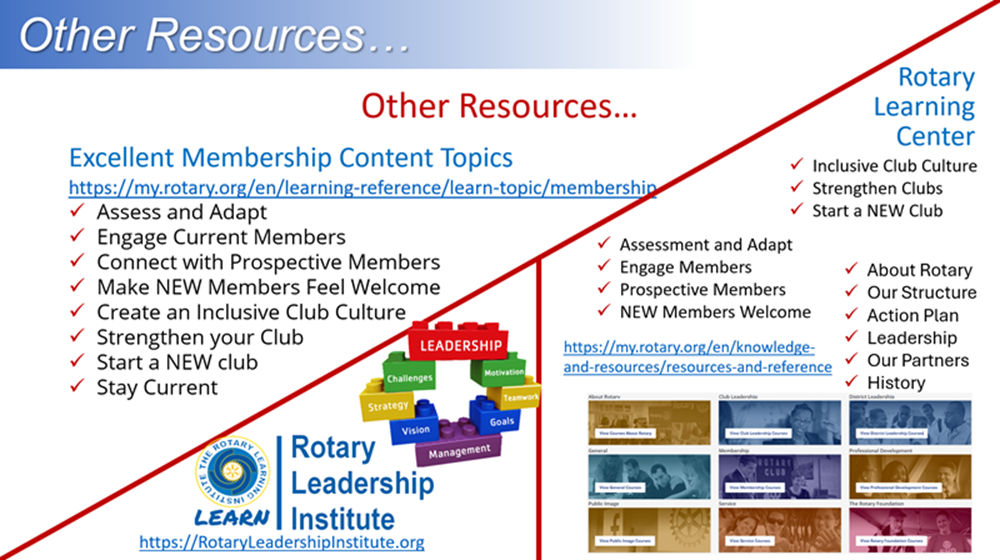 Other Resources…
Other Resources…
Excellent Membership Content Topics
https://my.rotary.org/en/learning-reference/learn-topic/membership
✓ Assess and Adapt
✓ Engage Current Members
✓ Connect with Prospective Members
✓ Make NEW Members Feel Welcome
✓ Create an Inclusive Club Culture
✓ Strengthen your Club
✓ Start a NEW club
✓ Stay Current
LEADERSHIP
Challenges
Motivation
Strategy
Teamwork
Vision
Goals
Management
THE ROTARY LEARNING INSTITUTE
LEARN
Rotary
Leadership
Institute
https://RotaryLeadershipInstitute.org
Rotary
Learning
Center
✓ Inclusive Club Culture
✓ Strengthen Clubs
✓ Start a NEW Club
✓ Assessment and Adapt
✓ Engage Members
✓ Prospective Members
✓ NEW Members Welcome
https://my.rotary.org/en/knowledge-
and-resources/resources-and-reference
✓ About Rotary
✓ Our Structure
✓ Action Plan
✓ Leadership
✓ Our Partners
✓ History
About Rotary
View Courses About Rotary
Club Leadership
View Club Leadership Courses
District Leadership
View District Leadership Courses
General
View General Courses
Membership
ROTARY
CLUB
View Membership Courses
Professional Development
View Professional Development Courses
Public Image
View Public Image Courses
Service
View Service Courses
The Rotary Foundation
View Rotary Foundation Courses